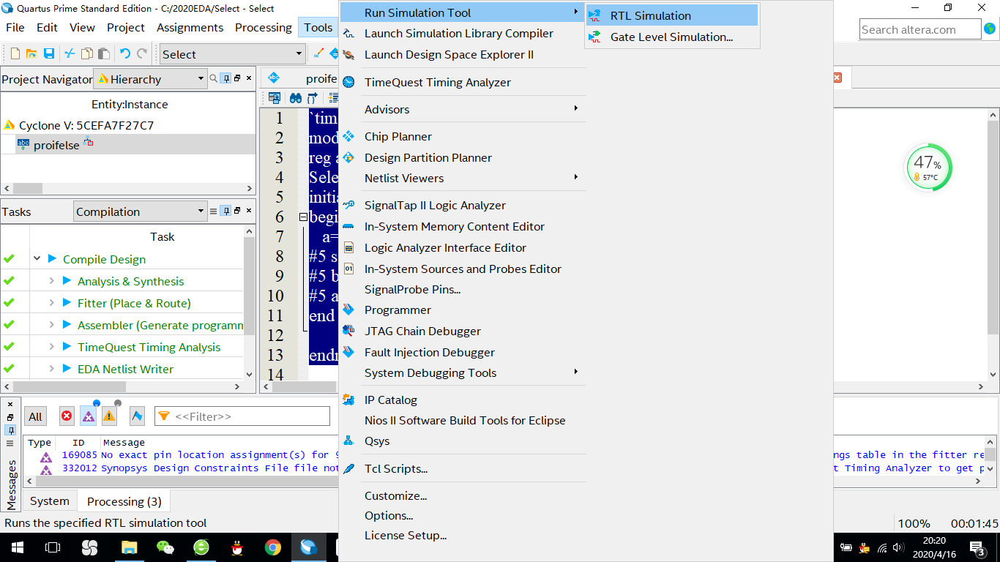 Quartus Prime Standard Edition - C:/2020EDA/Select - Select
File Edit View Project Assignments Processing Tools
Search altera.com
Select
Project Navigator Hierarchy
Entity:Instance
Cyclone V: 5CEFA7F27C7
proifelse
Tasks Compilation
Task
Compile Design
Analysis & Synthesis
Fitter (Place & Route)
Assembler (Generate programm
TimeQuest Timing Analysis
EDA Netlist Writer
proife
1 `tim
2 mod
3 reg a
4 Sele
5 initia
6 begi
7 a=
8 #5 s
9 #5 b
10 #5 a
11 end
12
13 endn
14
Run Simulation Tool
Launch Simulation Library Compiler
Launch Design Space Explorer II
TimeQuest Timing Analyzer
Advisors
Chip Planner
Design Partition Planner
Netlist Viewers
SignalTap II Logic Analyzer
In-System Memory Content Editor
Logic Analyzer Interface Editor
In-System Sources and Probes Editor
SignalProbe Pins...
Programmer
JTAG Chain Debugger
Fault Injection Debugger
System Debugging Tools
IP Catalog
Nios II Software Build Tools for Eclipse
Qsys
Tcl Scripts...
Customize...
Options...
License Setup...
RTL Simulation
Gate Level Simulation...
47%
57°C
All
<<Filter>>
Type ID Message
169085 No exact pin location assignment(s) for 9
ngs table in the fitter re
332012 Synopsys Design Constraints File file not
t Timing Analyzer to get p
Messages
System Processing (3)
Runs the specified RTL simulation tool
100% 00:01:45
20:20
2020/4/16
3